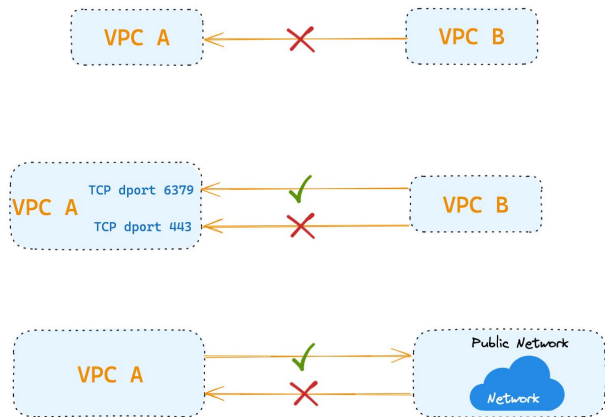 VPC A
VPC B
TCP dport 6379
VPC A
VPC B
TCP dport 443
Public Network
VPC A
Network